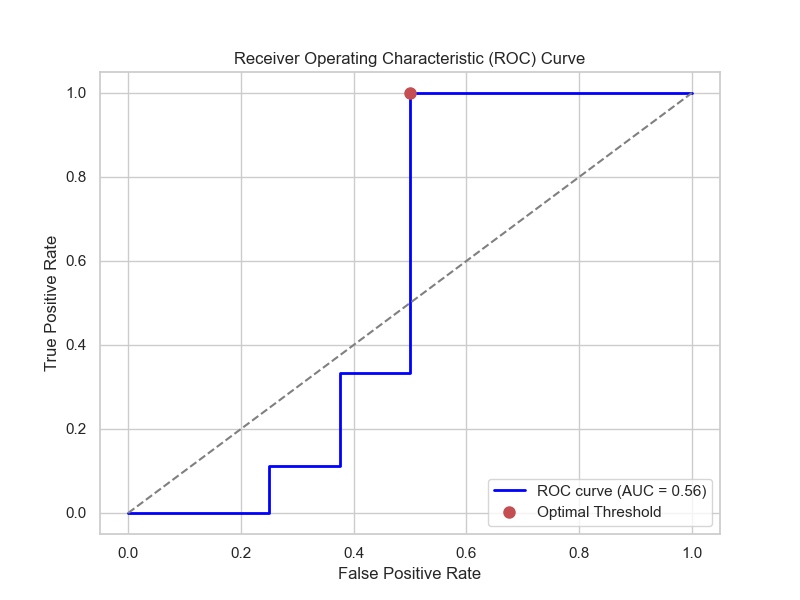 Receiver Operating Characteristic (ROC) Curve
1.0
0.8
0.6
0.4
0.2
0.0
True Positive Rate
ROC curve (AUC = 0.56)
Optimal Threshold
0.0 0.2 0.4 0.6 0.8 1.0
False Positive Rate